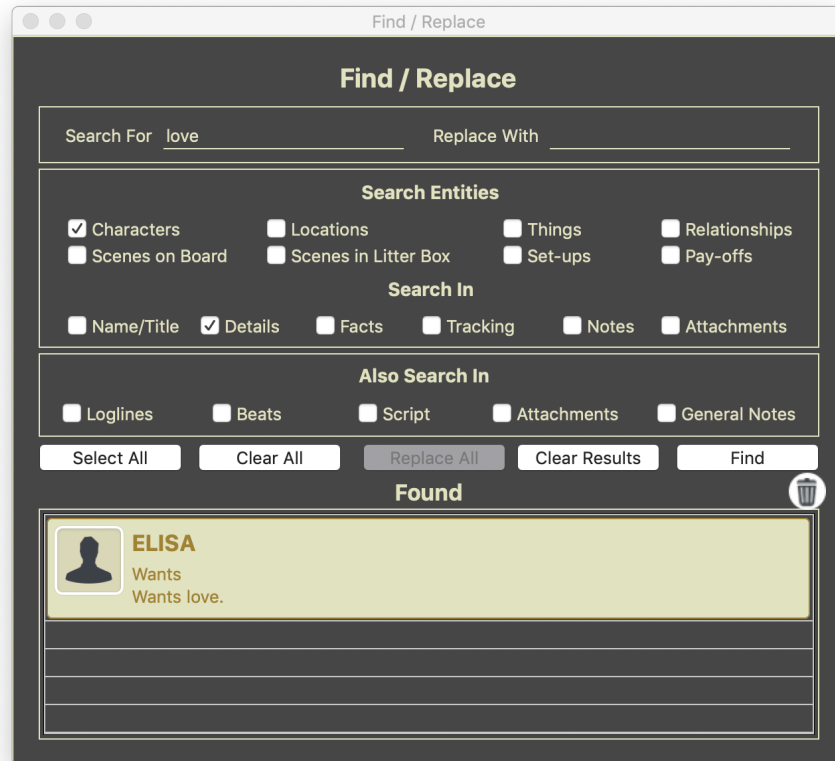 Find / Replace
Find / Replace
Search For love Replace With
Search Entities
Characters Locations Things Relationships
Scenes on Board Scenes in Litter Box Set-ups Pay-offs
Search In
Name/Title Details Facts Tracking Notes Attachments
Also Search In
Loglines Beats Script Attachments General Notes
Select All Clear All Replace All Clear Results Find
Found
ELISA
Wants
Wants love.